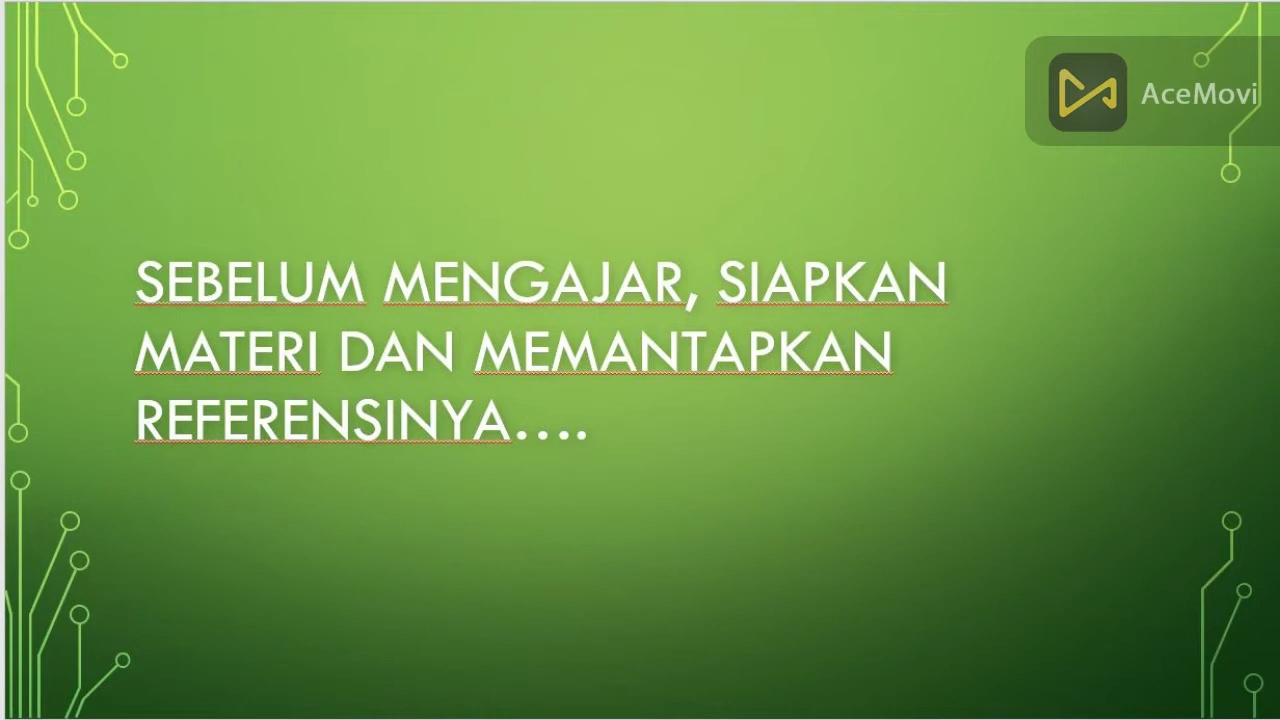 AceMovi
SEBELUM MENGAJAR, SIAPKAN
MATERI DAN MEMANTAPKAN
REFERENSINYA....